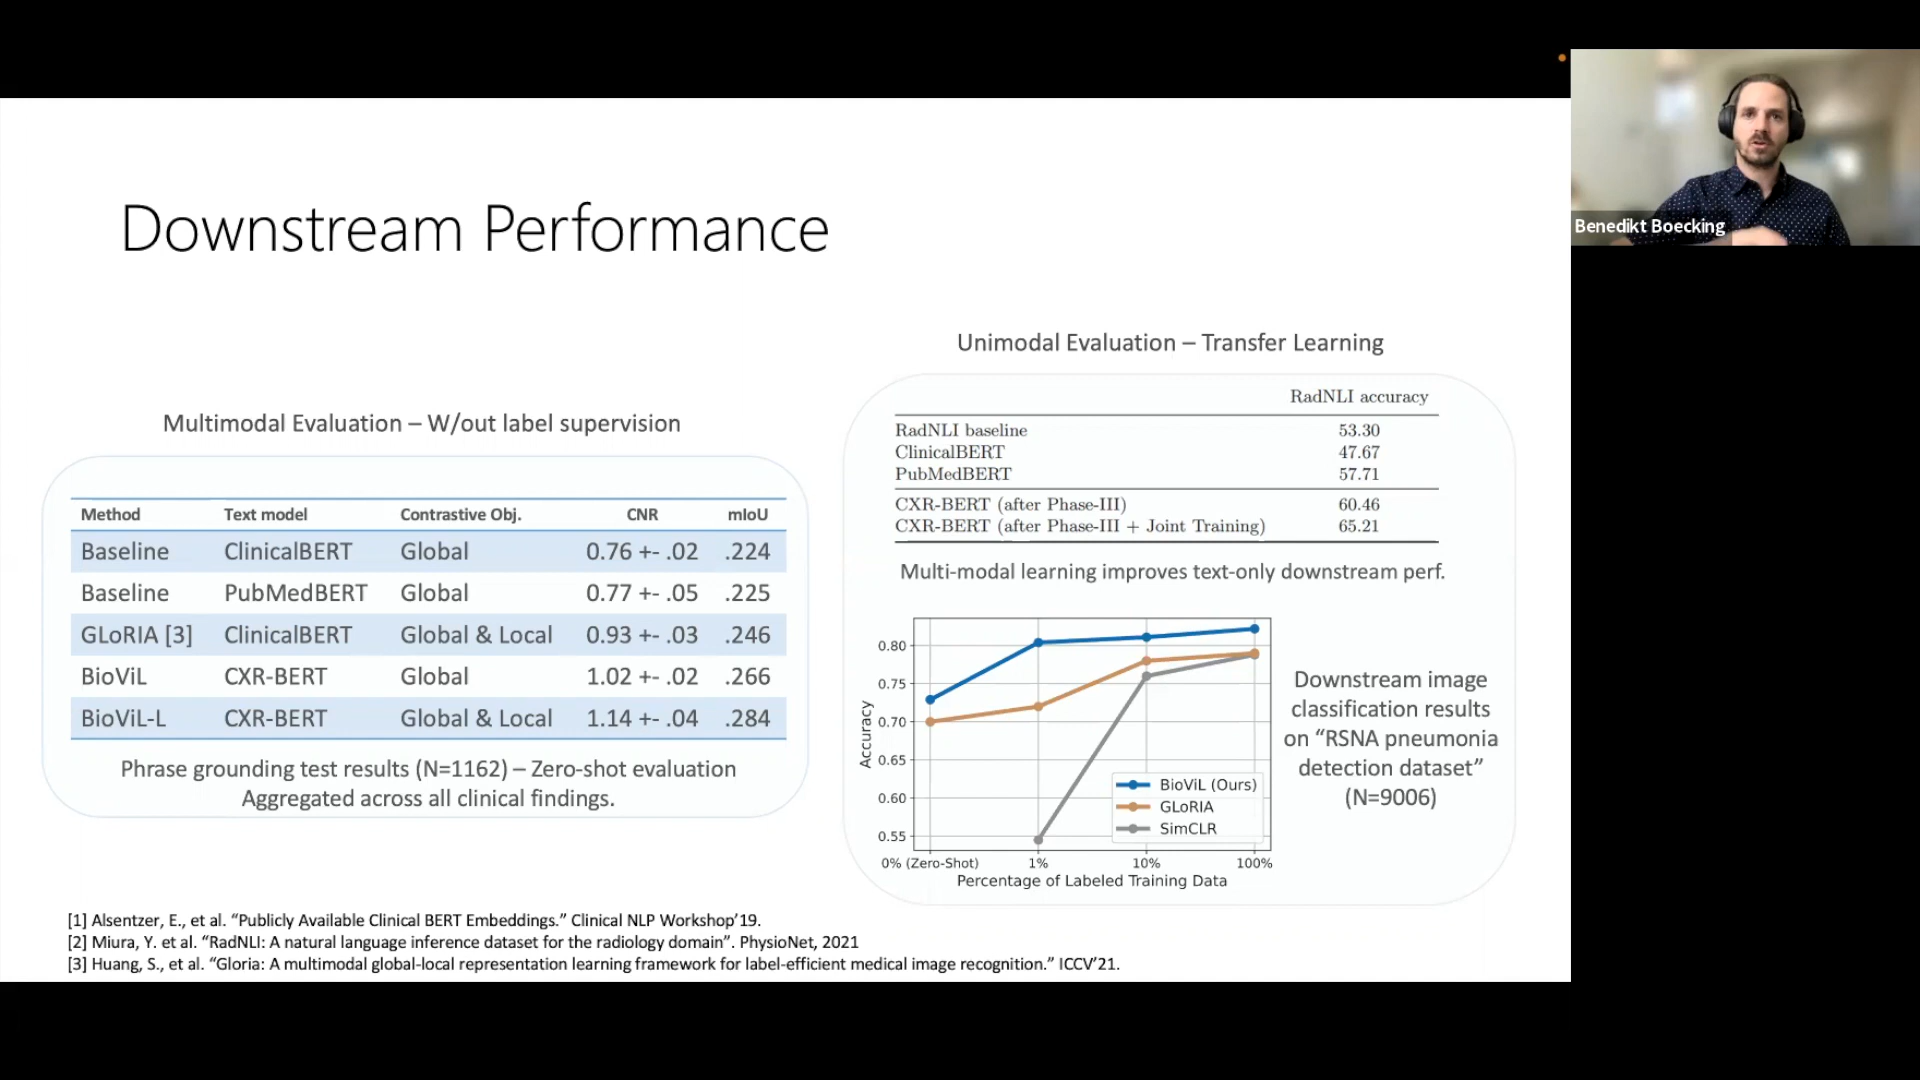 Benedikt Boecking
Downstream Performance
Multimodal Evaluation – W/out label supervision
Method Text model Contrastive Obj. CNR mIoU
Baseline ClinicalBERT Global 0.76 +- .02 .224
Baseline PubMedBERT Global 0.77 +- .05 .225
GLoRIA [3] ClinicalBERT Global & Local 0.93 +- .03 .246
BioViL CXR-BERT Global 1.02 +- .02 .266
BioViL-L CXR-BERT Global & Local 1.14 +- .04 .284
Phrase grounding test results (N=1162) – Zero-shot evaluation
Aggregated across all clinical findings.
Unimodal Evaluation – Transfer Learning
RadNLI accuracy
RadNLI baseline 53.30
ClinicalBERT 47.67
PubMedBERT 57.71
CXR-BERT (after Phase-III) 60.46
CXR-BERT (after Phase-III + Joint Training) 65.21
Multi-modal learning improves text-only downstream perf.
Accuracy
0.80
0.75
0.70
0.65
0.60
0.55
BioViL (Ours)
GLoRIA
SimCLR
0% (Zero-Shot) 1% 10% 100%
Percentage of Labeled Training Data
Downstream image
classification results
on “RSNA pneumonia
detection dataset”
(N=9006)
[1] Alsentzer, E., et al. “Publicly Available Clinical BERT Embeddings.” Clinical NLP Workshop’19.
[2] Miura, Y. et al. “RadNLI: A natural language inference dataset for the radiology domain”. PhysioNet, 2021
[3] Huang, S., et al. “Gloria: A multimodal global-local representation learning framework for label-efficient medical image recognition.” ICCV’21.